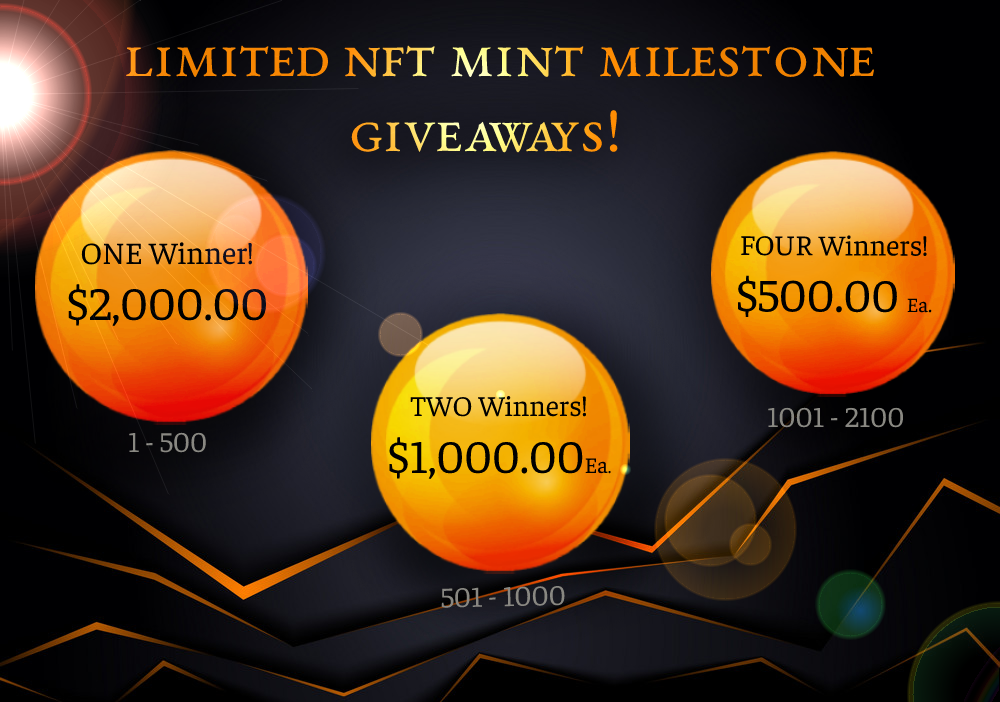 LIMITED NFT MINT MILESTONE
GIVEAWAYS!
ONE Winner!
$2,000.00
1 - 500
TWO Winners!
$1,000.00 Ea.
501 - 1000
FOUR Winners!
$500.00 Ea.
1001 - 2100